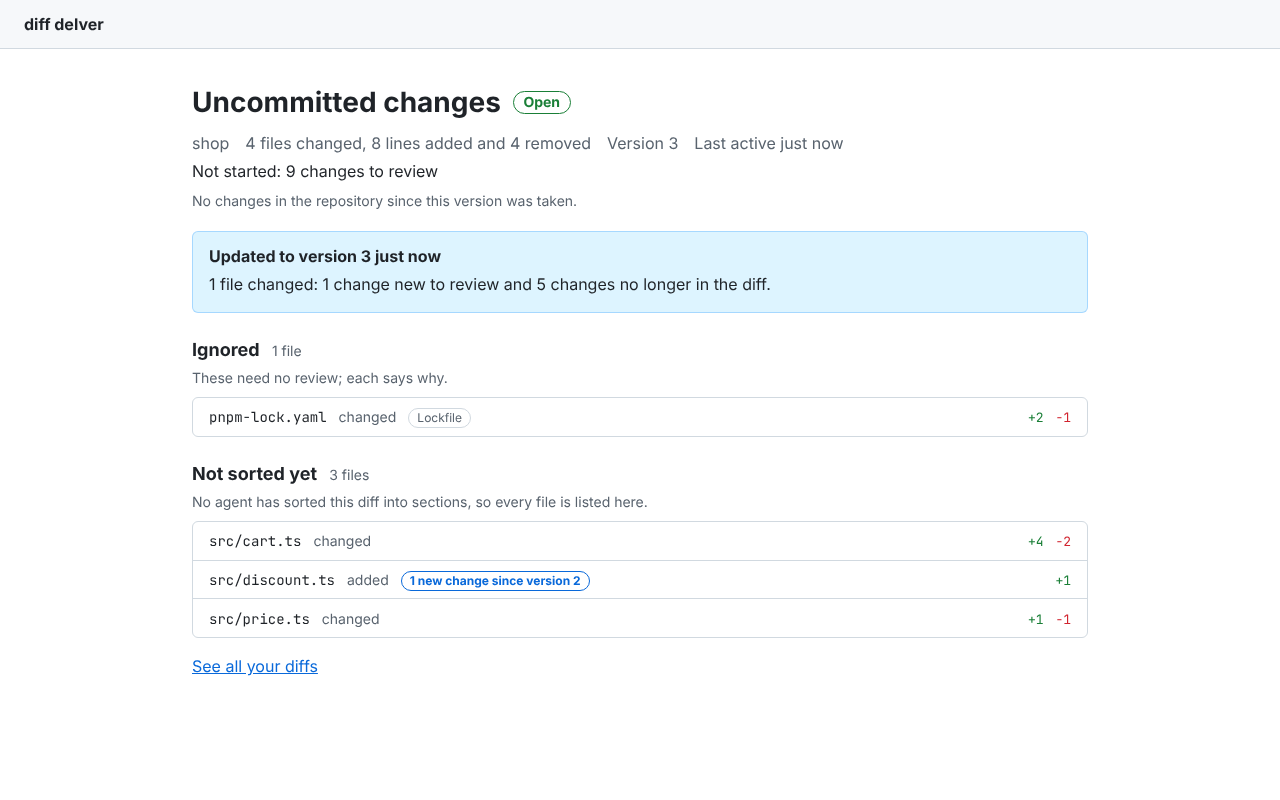 diff delver
Uncommitted changes Open
shop 4 files changed, 8 lines added and 4 removed Version 3 Last active just now
Not started: 9 changes to review
No changes in the repository since this version was taken.
Updated to version 3 just now
1 file changed: 1 change new to review and 5 changes no longer in the diff.
Ignored 1 file
These need no review; each says why.
pnpm-lock.yaml changed Lockfile +2 -1
Not sorted yet 3 files
No agent has sorted this diff into sections, so every file is listed here.
src/cart.ts changed +4 -2
src/discount.ts added 1 new change since version 2 +1
src/price.ts changed +1 -1
See all your diffs